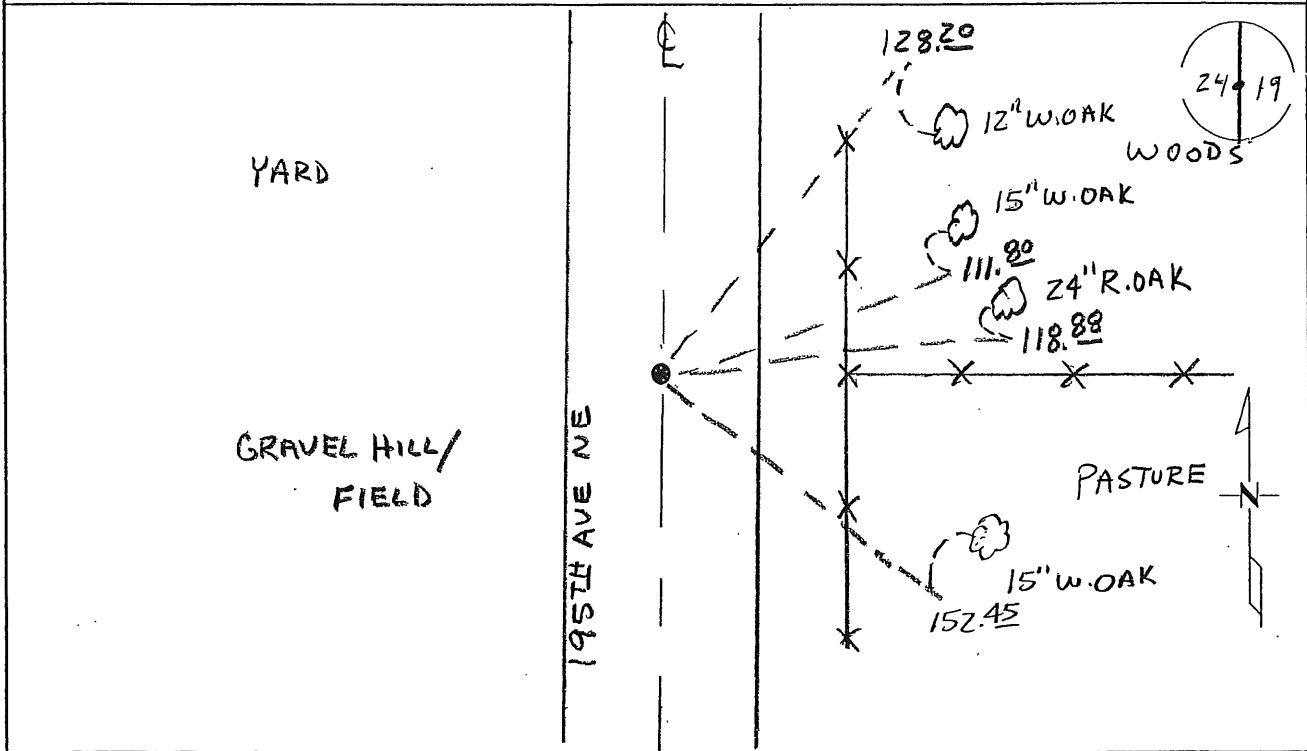 ℄
128.20
24 19
12" W.OAK
WOODS
YARD
15" W.OAK
111.80
24" R.OAK
118.88
195TH AVE NE
GRAVEL HILL/
FIELD
PASTURE
N
15" W.OAK
152.45